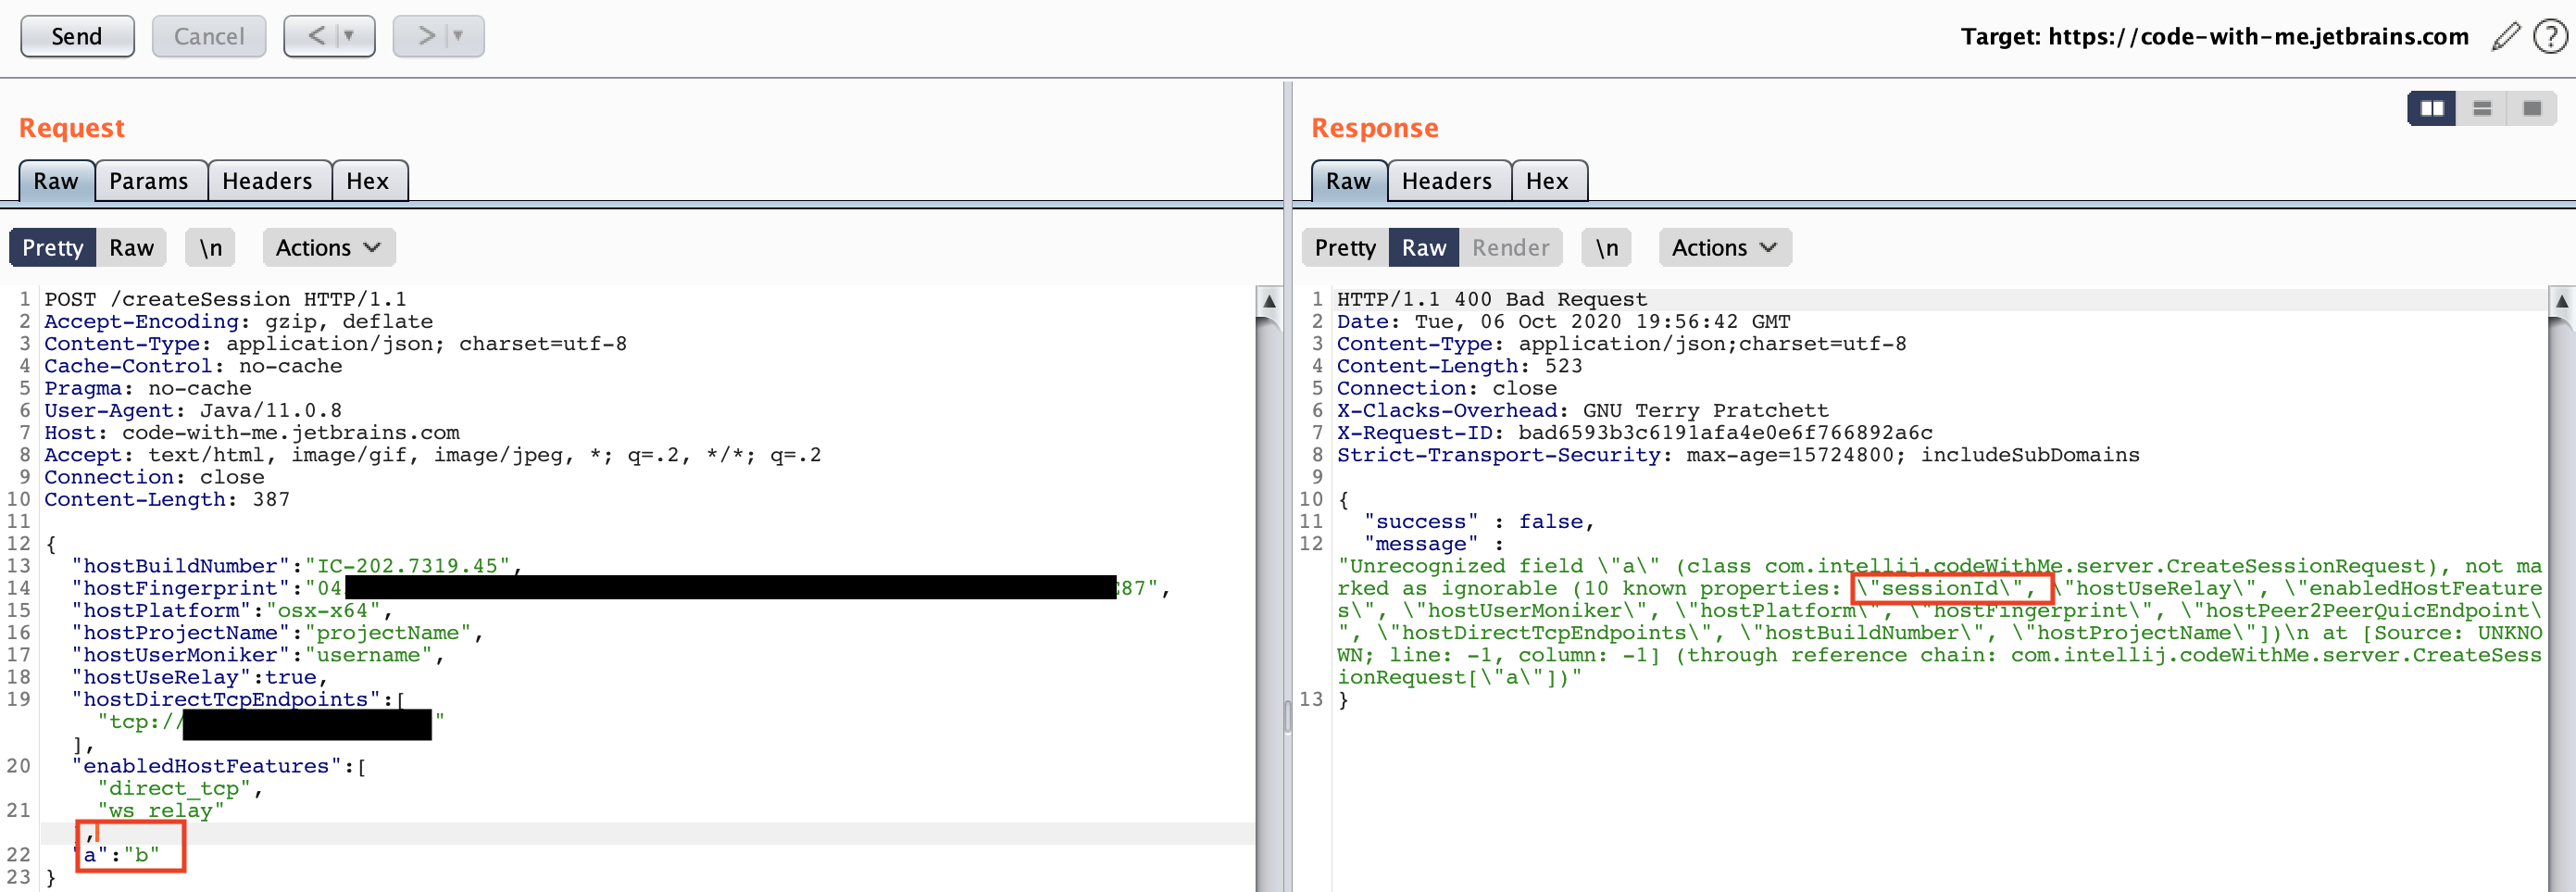 Send
Cancel
<
>
Target: https://code-with-me.jetbrains.com
?
Request
Raw Params Headers Hex
Pretty Raw \n Actions
1 POST /createSession HTTP/1.1
2 Accept-Encoding: gzip, deflate
3 Content-Type: application/json; charset=utf-8
4 Cache-Control: no-cache
5 Pragma: no-cache
6 User-Agent: Java/11.0.8
7 Host: code-with-me.jetbrains.com
8 Accept: text/html, image/gif, image/jpeg, *; q=.2, */*; q=.2
9 Connection: close
10 Content-Length: 387
11
12 {
13 "hostBuildNumber":"IC-202.7319.45",
14 "hostFingerprint":"04 87",
15 "hostPlatform":"osx-x64",
16 "hostProjectName":"projectName",
17 "hostUserMoniker":"username",
18 "hostUseRelay":true,
19 "hostDirectTcpEndpoints":[
"tcp:// "
],
20 "enabledHostFeatures":[
"direct_tcp",
21 "ws_relay"
,
22 "a":"b"
23 }
Response
Raw Headers Hex
Pretty Raw Render \n Actions
1 HTTP/1.1 400 Bad Request
2 Date: Tue, 06 Oct 2020 19:56:42 GMT
3 Content-Type: application/json;charset=utf-8
4 Content-Length: 523
5 Connection: close
6 X-Clacks-Overhead: GNU Terry Pratchett
7 X-Request-ID: bad6593b3c6191afa4e0e6f766892a6c
8 Strict-Transport-Security: max-age=15724800; includeSubDomains
9
10 {
11 "success" : false,
12 "message" :
"Unrecognized field \"a\" (class com.intellij.codeWithMe.server.CreateSessionRequest), not ma
rked as ignorable (10 known properties: \"sessionId\", \"hostUseRelay\", \"enabledHostFeature
s\", \"hostUserMoniker\", \"hostPlatform\", \"hostFingerprint\", \"hostPeer2PeerQuicEndpoint\
", \"hostDirectTcpEndpoints\", \"hostBuildNumber\", \"hostProjectName\"])\n at [Source: UNKNO
WN; line: -1, column: -1] (through reference chain: com.intellij.codeWithMe.server.CreateSess
ionRequest[\"a\"])"
13 }